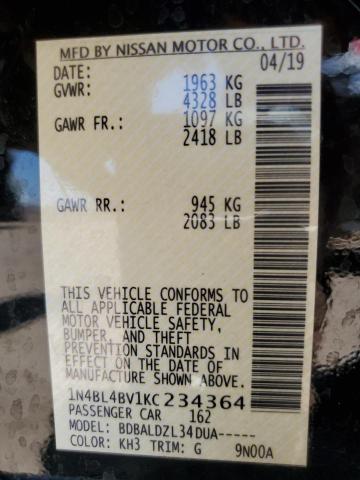 MFD BY NISSAN MOTOR CO., LTD.
DATE: 04/19
GVWR: 1963 KG
4328 LB
GAWR FR.: 1097 KG
2418 LB
GAWR RR.: 945 KG
2083 LB
THIS VEHICLE CONFORMS TO
ALL APPLICABLE FEDERAL
MOTOR VEHICLE SAFETY,
BUMPER, AND THEFT
PREVENTION STANDARDS IN
EFFECT ON THE DATE OF
MANUFACTURE SHOWN ABOVE.
1N4BL4BV1KC234364
PASSENGER CAR 162
MODEL: BDBALDZL34DUA-----
COLOR: KH3 TRIM: G 9N00A